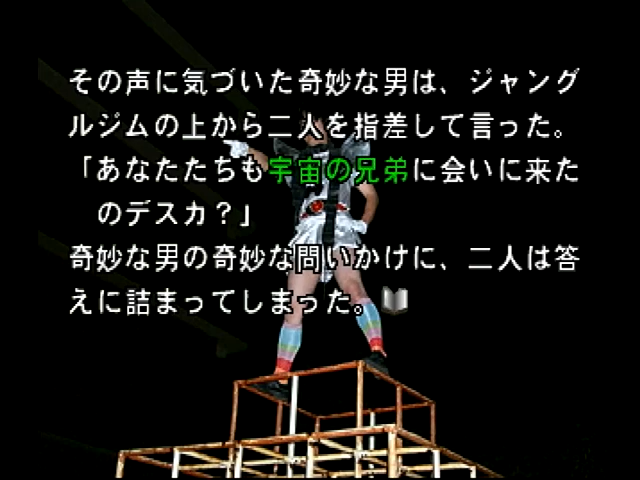 その声に気づいた奇妙な男は、ジャング
ルジムの上から二人を指差して言った。
「あなたたちも宇宙の兄弟に会いに来た
のデスカ？」
奇妙な男の奇妙な問いかけに、二人は答
えに詰まってしまった。